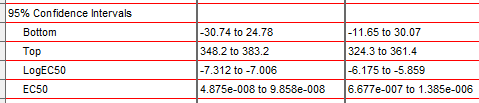 95% Confidence Intervals
Bottom -30.74 to 24.78 -11.65 to 30.07
Top 348.2 to 383.2 324.3 to 361.4
LogEC50 -7.312 to -7.006 -6.175 to -5.859
EC50 4.875e-008 to 9.858e-008 6.677e-007 to 1.385e-006